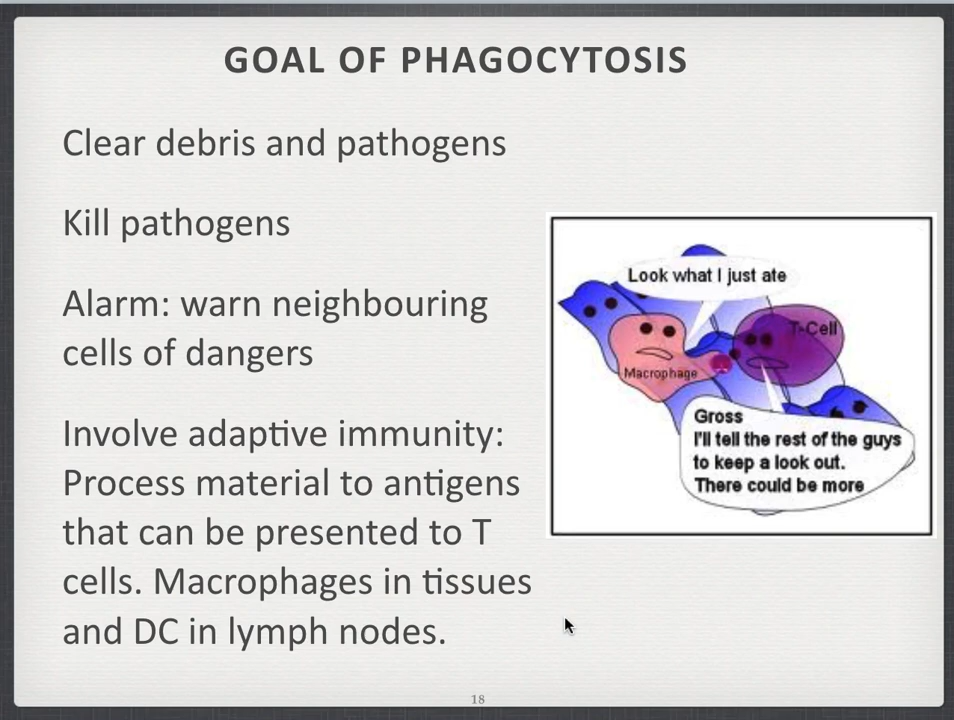 GOAL OF PHAGOCYTOSIS
Clear debris and pathogens
Kill pathogens
Alarm: warn neighbouring
cells of dangers
Involve adaptive immunity:
Process material to antigens
that can be presented to T
cells. Macrophages in tissues
and DC in lymph nodes.
Look what I just ate
T-Cell
Macrophage
Gross
I'll tell the rest of the guys
to keep a look out.
There could be more
18